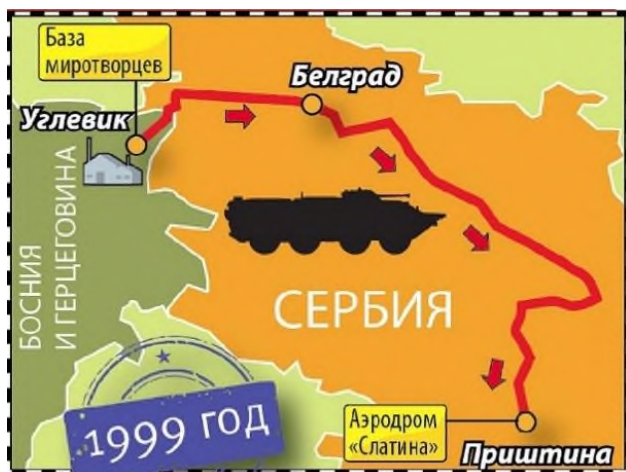 База
миротворцев
Белград
Углевик
БОСНИЯ
И ГЕРЦЕГОВИНА
СЕРБИЯ
1999 ГОД
Аэродром
«Слатина»
Приштина